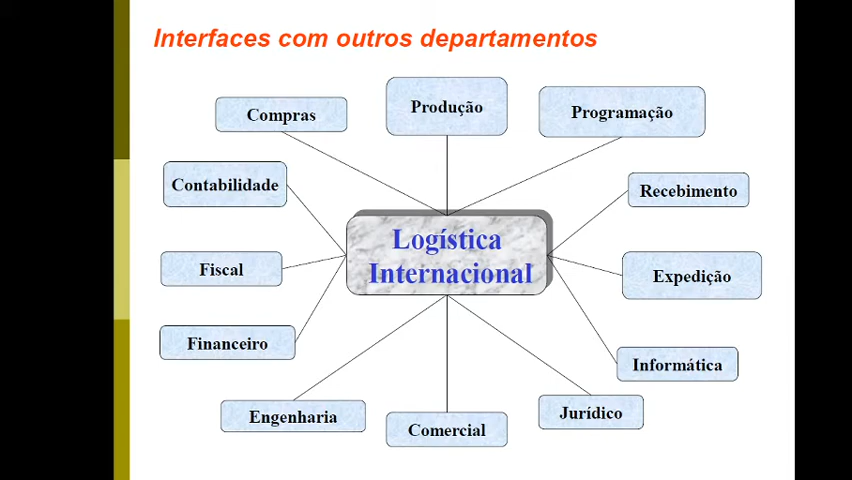 Interfaces com outros departamentos
Compras
Produção
Programação
Contabilidade
Recebimento
Logística
Internacional
Fiscal
Expedição
Financeiro
Informática
Engenharia
Comercial
Jurídico